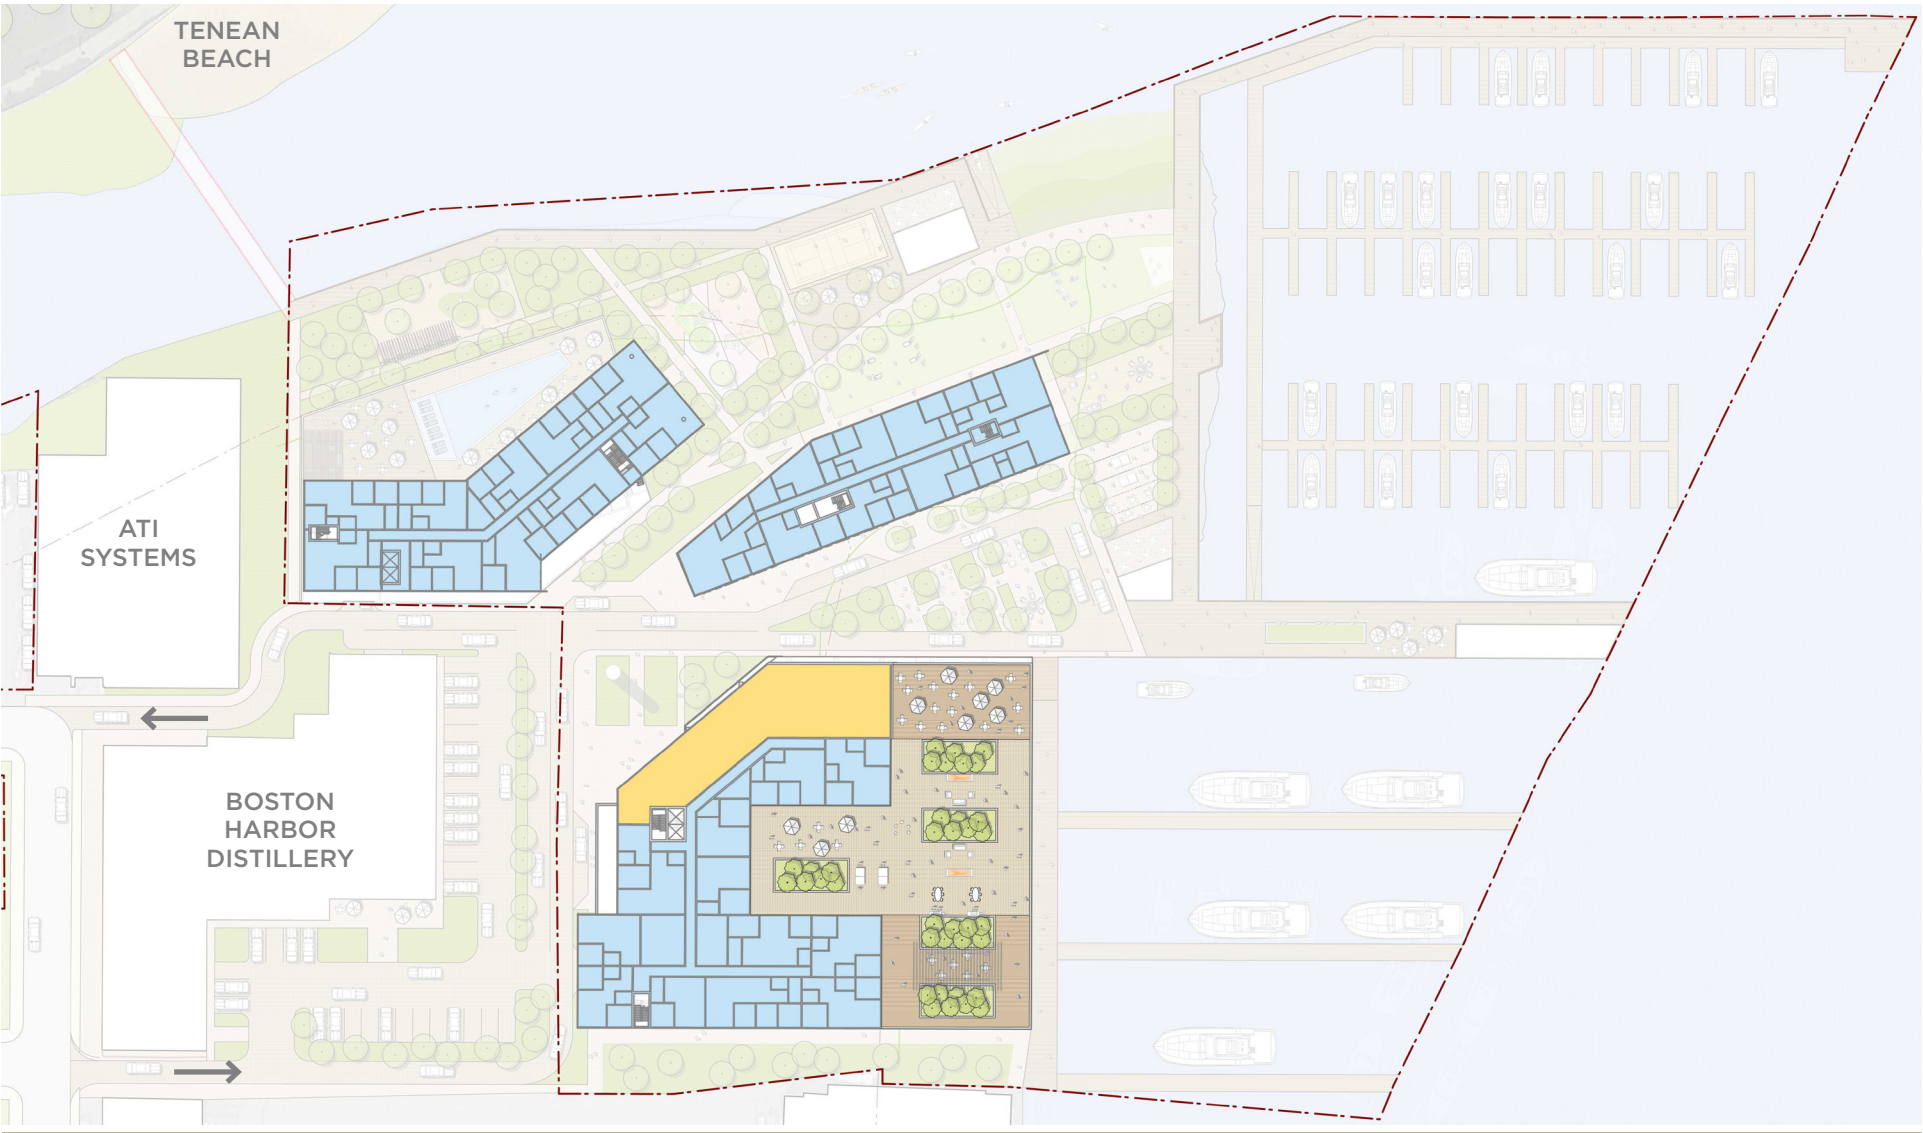 TENEAN
BEACH
ATI
SYSTEMS
BOSTON
HARBOR
DISTILLERY